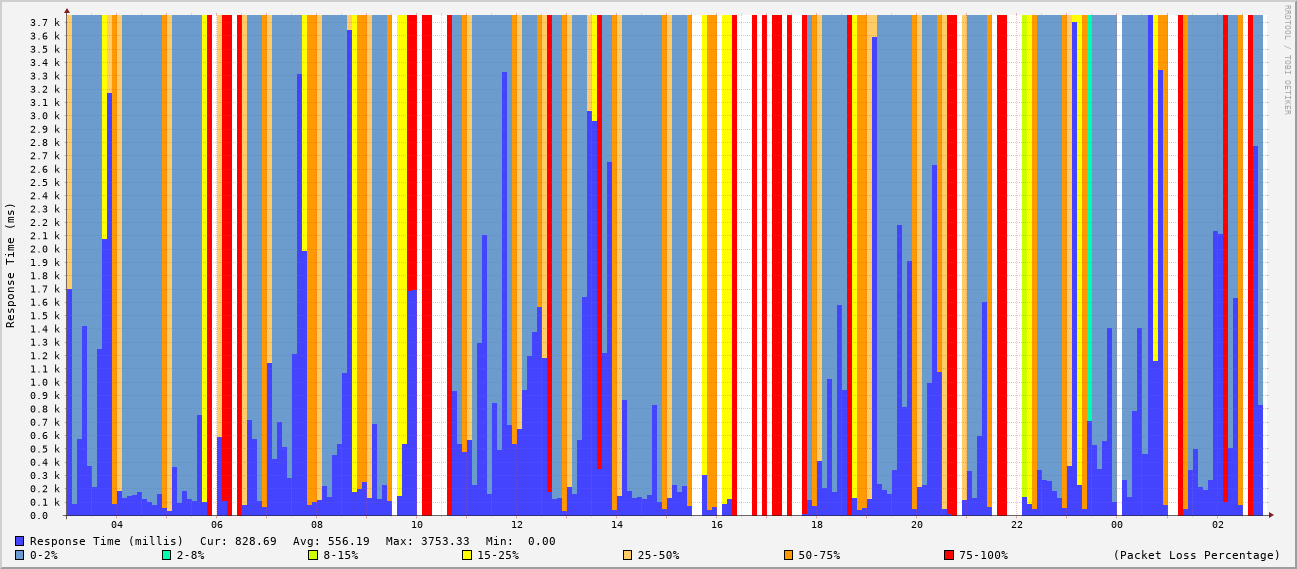 3.7 k
3.6 k
3.5 k
3.4 k
3.3 k
3.2 k
3.1 k
3.0 k
2.9 k
2.8 k
2.7 k
2.6 k
2.5 k
2.4 k
2.3 k
2.2 k
2.1 k
2.0 k
1.9 k
1.8 k
1.7 k
1.6 k
1.5 k
1.4 k
1.3 k
1.2 k
1.1 k
1.0 k
0.9 k
0.8 k
0.7 k
0.6 k
0.5 k
0.4 k
0.3 k
0.2 k
0.1 k
0.0
Response Time (ms)
RRDTOOL / TOBI OETIKER
04 06 08 10 12 14 16 18 20 22 00 02
Response Time (millis) Cur: 828.69 Avg: 556.19 Max: 3753.33 Min: 0.00
0-2% 2-8% 8-15% 15-25% 25-50% 50-75% 75-100% (Packet Loss Percentage)